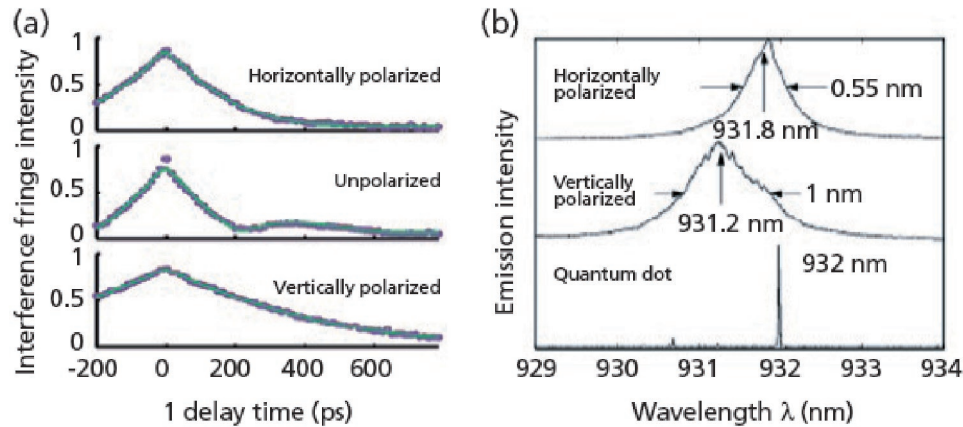 (a)
Interference fringe intensity
1
0.5
0
Horizontally polarized
1
0.5
0
Unpolarized
1
0.5
0
Vertically polarized
-200 0 200 400 600
1 delay time (ps)
(b)
Emission intensity
Horizontally
polarized
0.55 nm
931.8 nm
Vertically
polarized
1 nm
931.2 nm
932 nm
Quantum dot
929 930 931 932 933 934
Wavelength λ (nm)